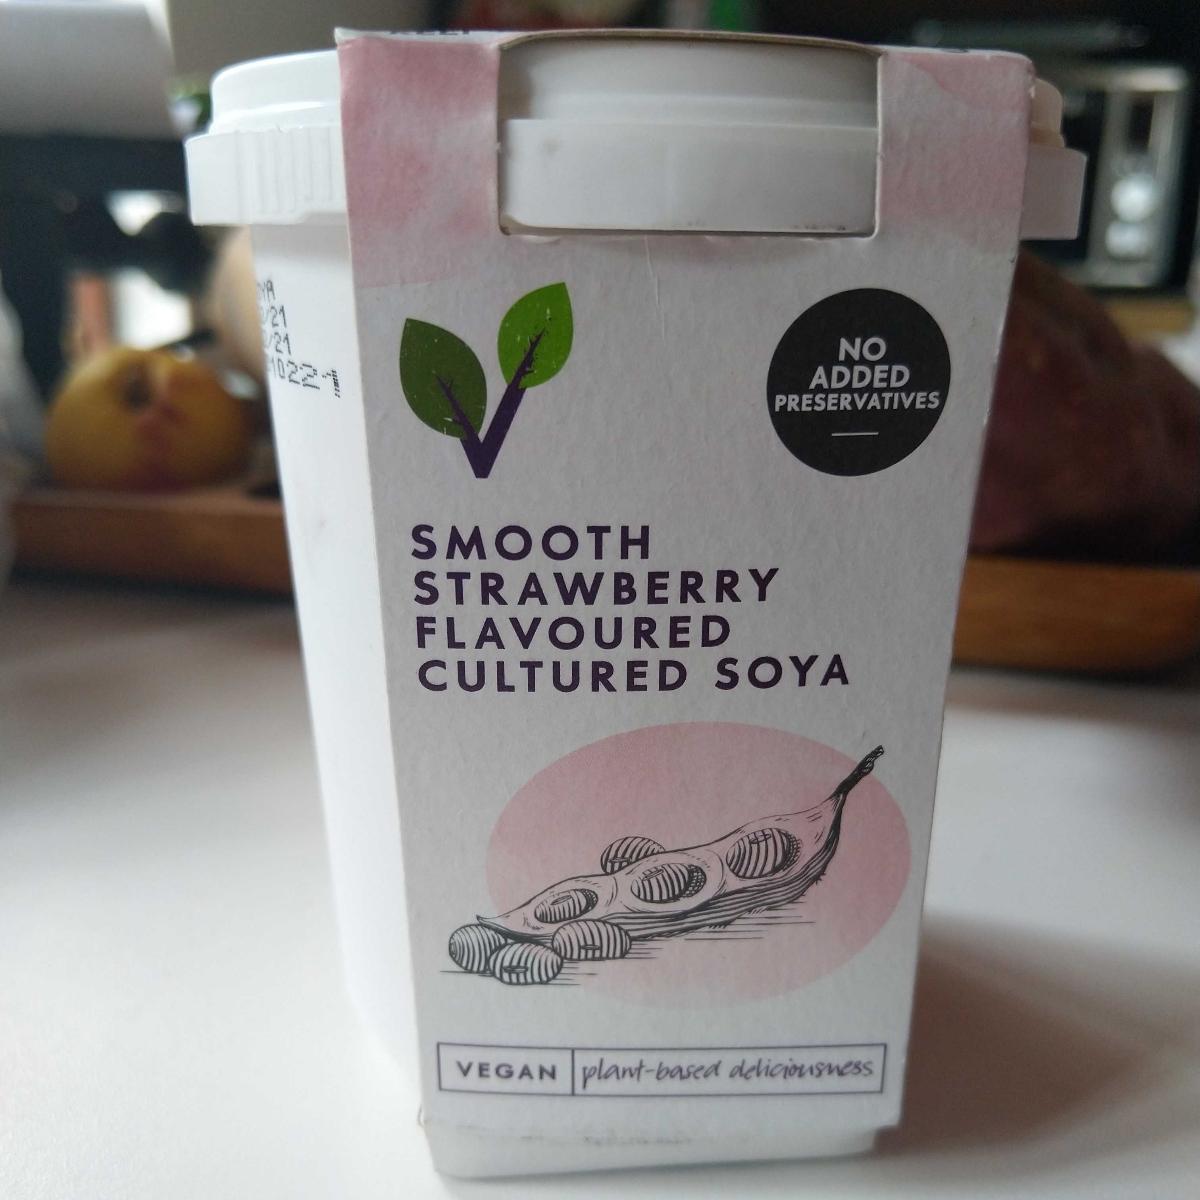 NO
ADDED
PRESERVATIVES
SMOOTH
STRAWBERRY
FLAVOURED
CULTURED SOYA
VEGAN plant-based deliciousness